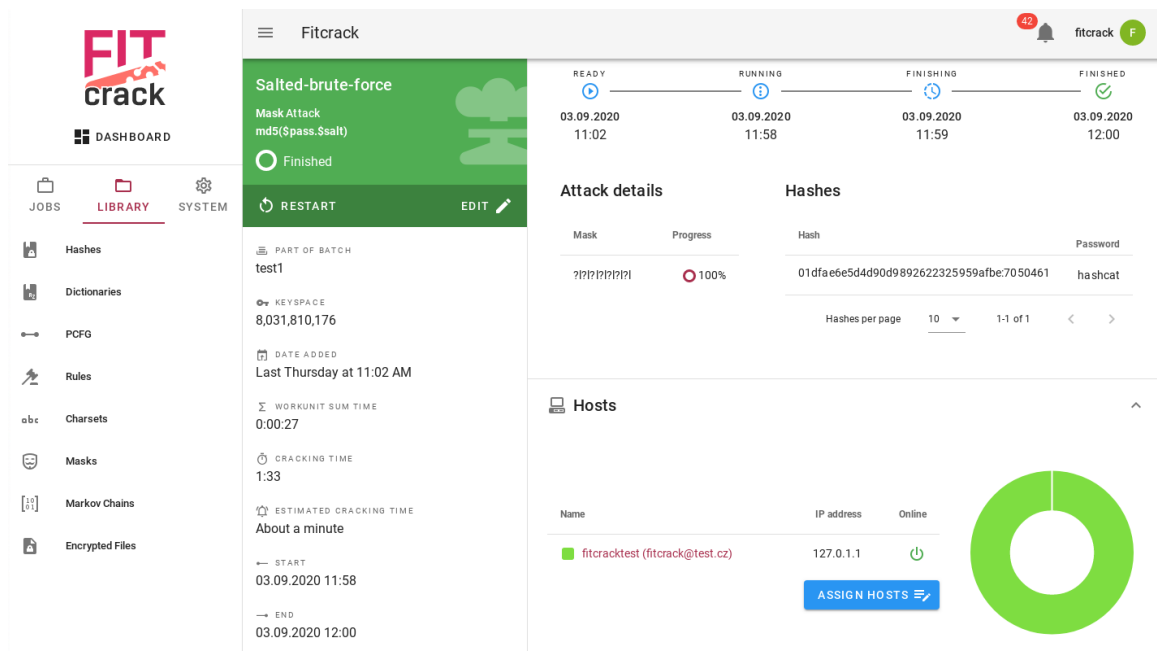 FIT
crack
DASHBOARD
JOBS
LIBRARY
SYSTEM
Hashes
Dictionaries
PCFG
Rules
abc
Charsets
Masks
10
01
Markov Chains
Encrypted Files
Fitcrack
42
fitcrack
F
Salted-brute-force
Mask Attack
md5($pass.$salt)
Finished
RESTART
EDIT
PART OF BATCH
test1
KEYSPACE
8,031,810,176
DATE ADDED
Last Thursday at 11:02 AM
WORKUNIT SUM TIME
0:00:27
CRACKING TIME
1:33
ESTIMATED CRACKING TIME
About a minute
START
03.09.2020 11:58
END
03.09.2020 12:00
READY
RUNNING
FINISHING
FINISHED
03.09.2020
03.09.2020
03.09.2020
03.09.2020
11:02
11:58
11:59
12:00
Attack details
Mask Progress
?l?l?l?l?l?l?l 100%
Hashes
Hash Password
01dfae6e5d4d90d9892622325959afbe:7050461 hashcat
Hashes per page 10 1-1 of 1
Hosts
Name IP address Online
fitcracktest (fitcrack@test.cz) 127.0.1.1
ASSIGN HOSTS